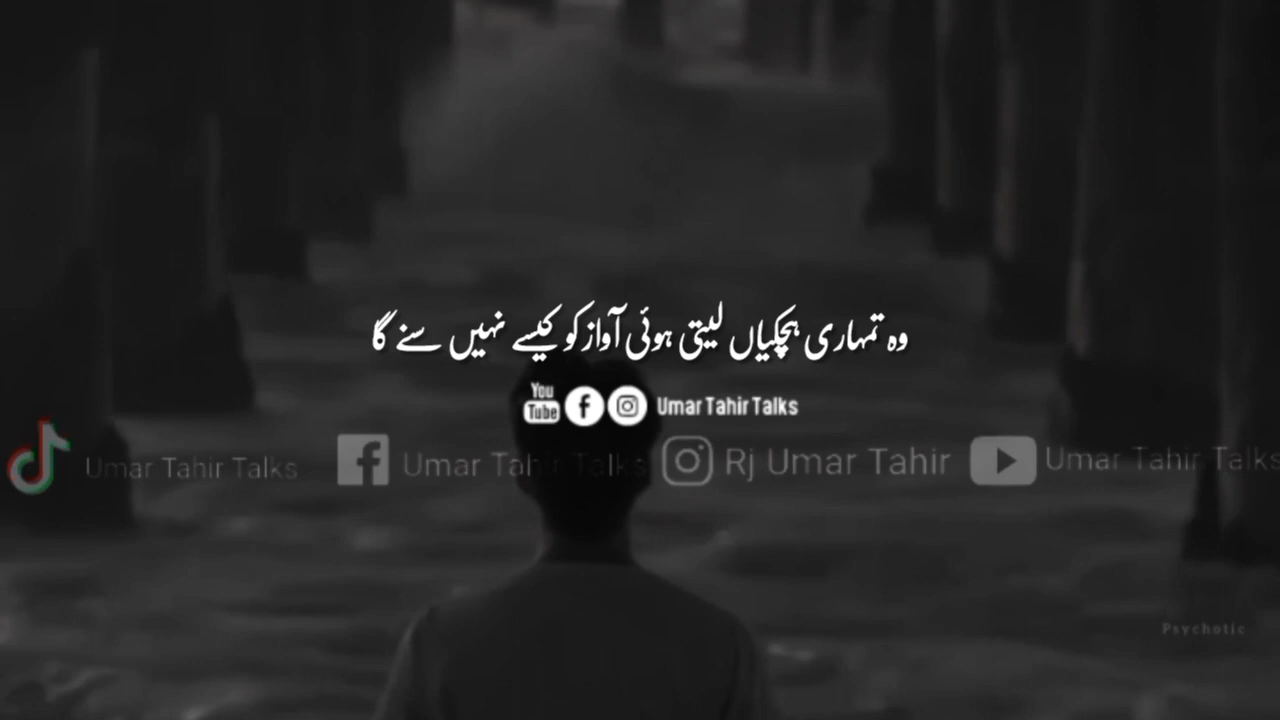 وہ تمہاری ہچکیاں لیتی ہوئی آواز کو کیسے نہیں سنے گا
You Tube Umar Tahir Talks
Umar Tahir Talks Umar Tahir Talks Rj Umar Tahir Umar Tahir Talks
Psychotic